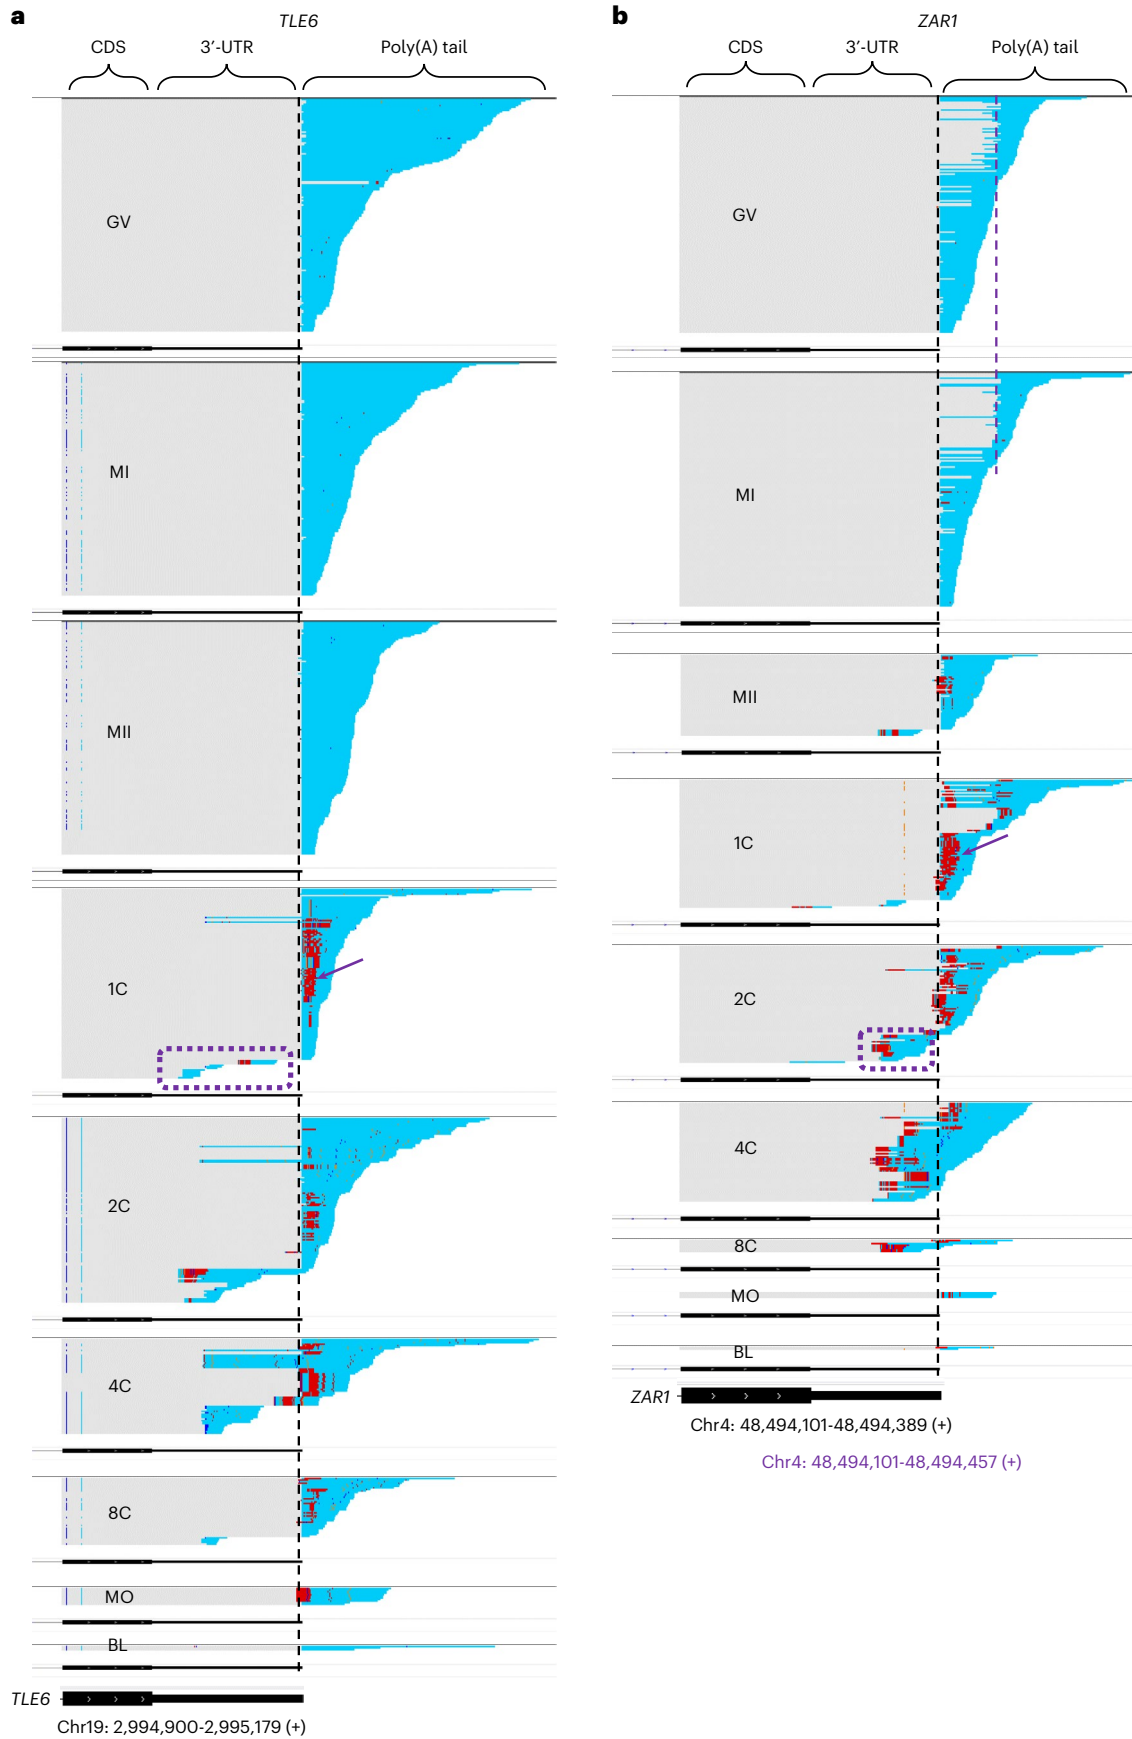 a
TLE6
CDS
3′-UTR
Poly(A) tail
GV
MI
MII
1C
2C
4C
8C
MO
BL
TLE6
Chr19: 2,994,900-2,995,179 (+)
b
ZAR1
CDS
3′-UTR
Poly(A) tail
GV
MI
MII
1C
2C
4C
8C
MO
BL
ZAR1
Chr4: 48,494,101-48,494,389 (+)
Chr4: 48,494,101-48,494,457 (+)